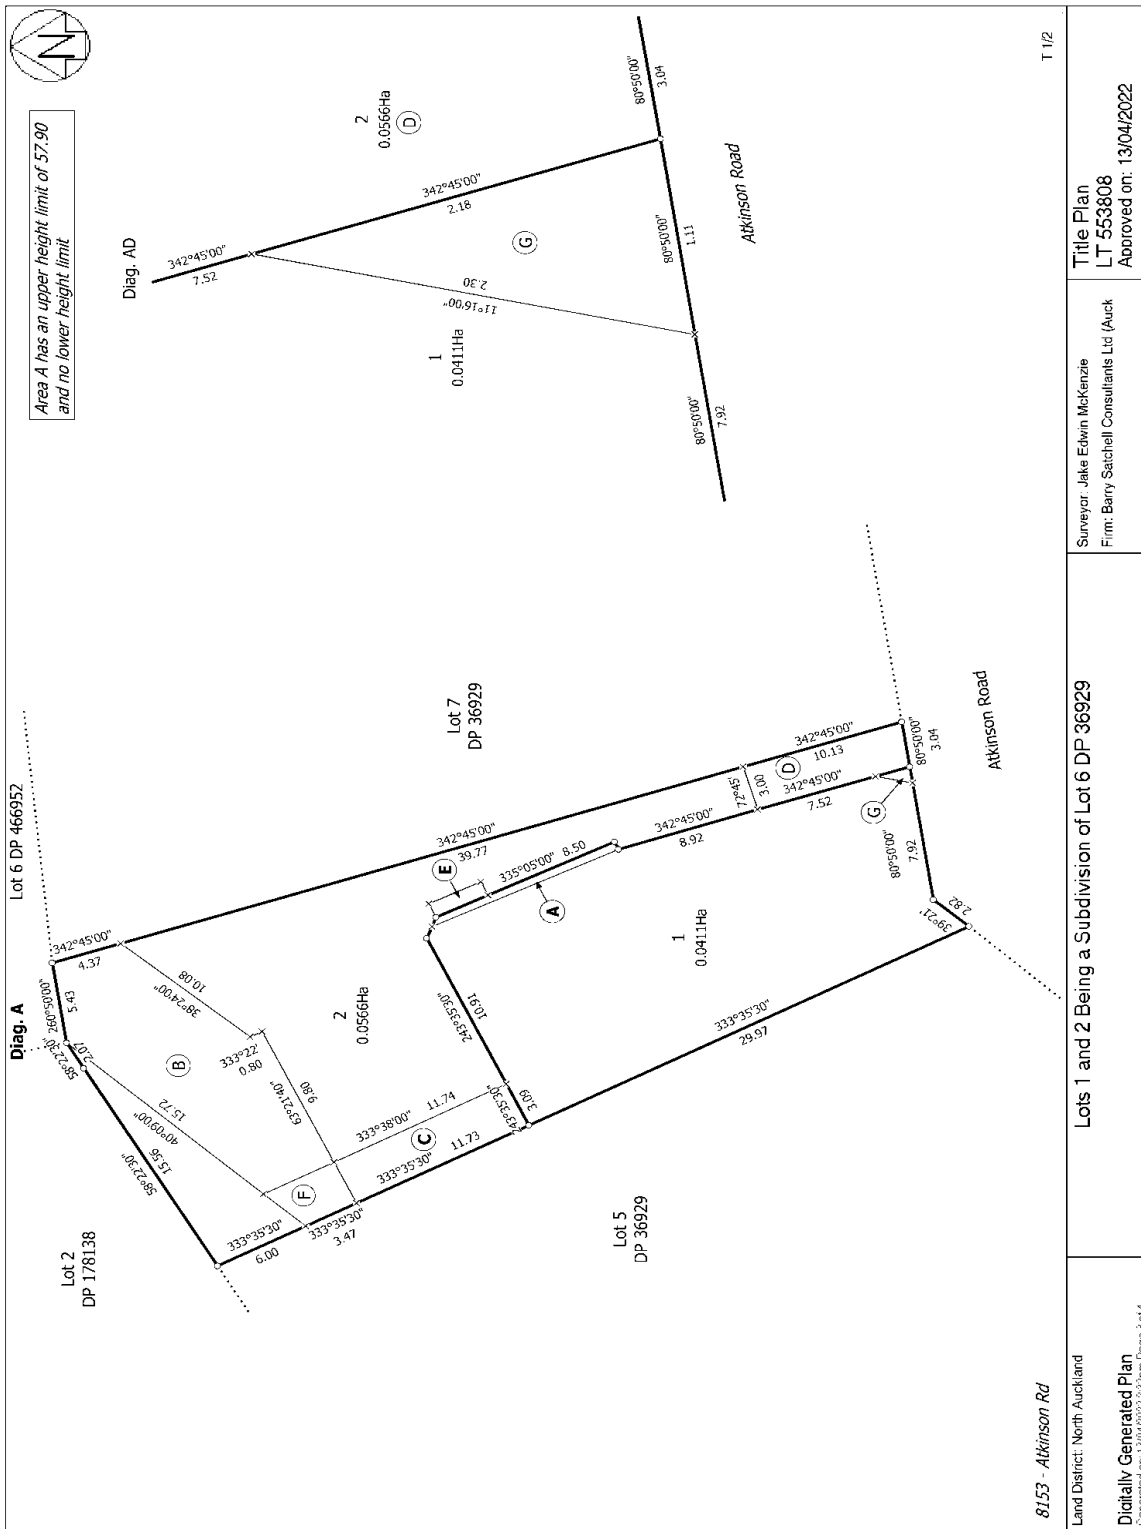 N
Area A has an upper height limit of 57.90
and no lower height limit
Diag. AD
342°45'00"
7.52
2
0.0566Ha
D
342°45'00"
2.18
80°50'00"
3.04
G
80°50'00"
1.11
Atkinson Road
11°16'00"
2.30
1
0.0411Ha
80°50'00"
7.92
Diag. A
Lot 6 DP 466952
260°50'00"
5.43
342°45'00"
4.37
58°22'30"
2.07
B
38°24'00"
10.08
333°22'
0.80
63°21'40"
9.80
40°09'00"
15.72
58°22'30"
15.56
Lot 2
DP 178138
2
0.0566Ha
Lot 7
DP 36929
342°45'00"
39.77
E
335°05'00"
8.50
A
243°35'30"
10.91
333°38'00"
11.74
C
F
333°35'30"
6.00
333°35'30"
3.47
333°35'30"
11.73
243°35'30"
3.09
Lot 5
DP 36929
333°35'30"
29.97
1
0.0411Ha
342°45'00"
8.92
72°45'
3.00
D
342°45'00"
10.13
342°45'00"
7.52
G
80°50'00"
3.04
80°50'00"
7.92
39°21'
2.82
Atkinson Road
8153 - Atkinson Rd
T 1/2
Land District: North Auckland
Digitally Generated Plan
Lots 1 and 2 Being a Subdivision of Lot 6 DP 36929
Surveyor: Jake Edwin McKenzie
Firm: Barry Satchell Consultants Ltd (Auck
Title Plan
LT 553808
Approved on: 13/04/2022